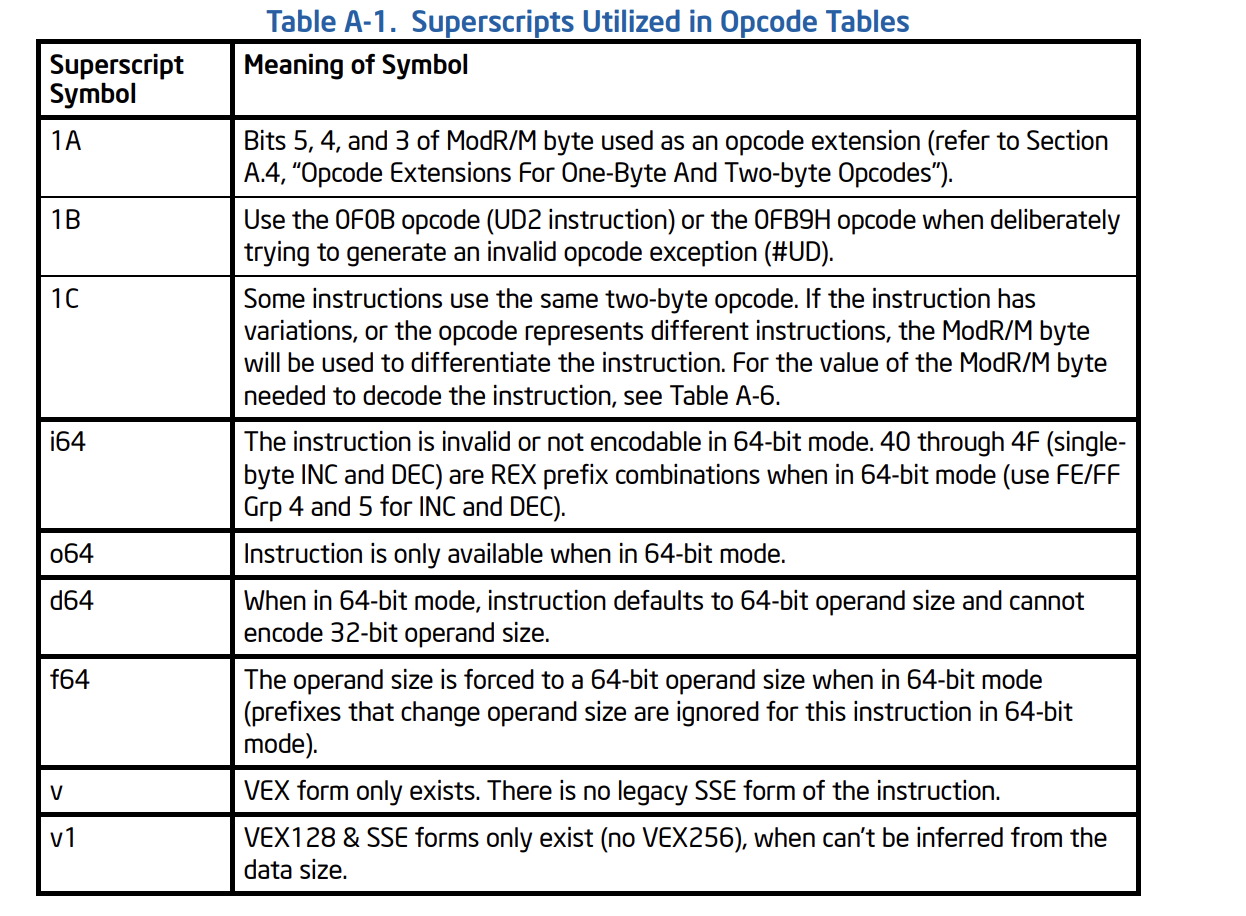 Table A-1. Superscripts Utilized in Opcode Tables
Superscript
Symbol
Meaning of Symbol
1A
Bits 5, 4, and 3 of ModR/M byte used as an opcode extension (refer to Section
A.4, “Opcode Extensions For One-Byte And Two-byte Opcodes”).
1B
Use the 0F0B opcode (UD2 instruction) or the 0FB9H opcode when deliberately
trying to generate an invalid opcode exception (#UD).
1C
Some instructions use the same two-byte opcode. If the instruction has
variations, or the opcode represents different instructions, the ModR/M byte
will be used to differentiate the instruction. For the value of the ModR/M byte
needed to decode the instruction, see Table A-6.
i64
The instruction is invalid or not encodable in 64-bit mode. 40 through 4F (single-
byte INC and DEC) are REX prefix combinations when in 64-bit mode (use FE/FF
Grp 4 and 5 for INC and DEC).
o64
Instruction is only available when in 64-bit mode.
d64
When in 64-bit mode, instruction defaults to 64-bit operand size and cannot
encode 32-bit operand size.
f64
The operand size is forced to a 64-bit operand size when in 64-bit mode
(prefixes that change operand size are ignored for this instruction in 64-bit
mode).
v
VEX form only exists. There is no legacy SSE form of the instruction.
v1
VEX128 & SSE forms only exist (no VEX256), when can’t be inferred from the
data size.